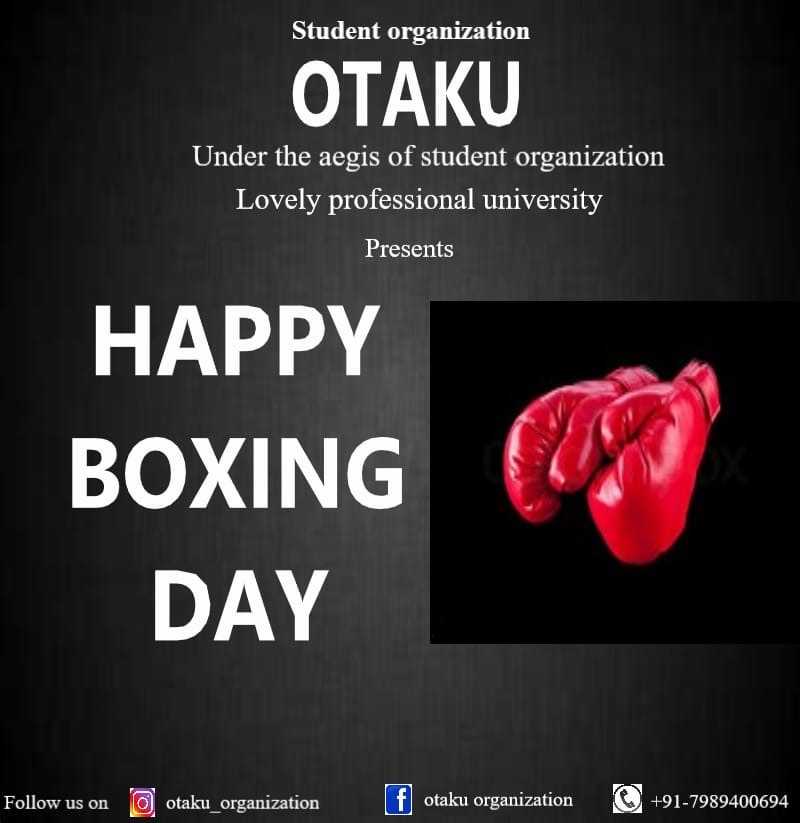 Student organization
OTAKU
Under the aegis of student organization
Lovely professional university
Presents
HAPPY
BOXING
DAY
Follow us on otaku_organization otaku organization +91-7989400694